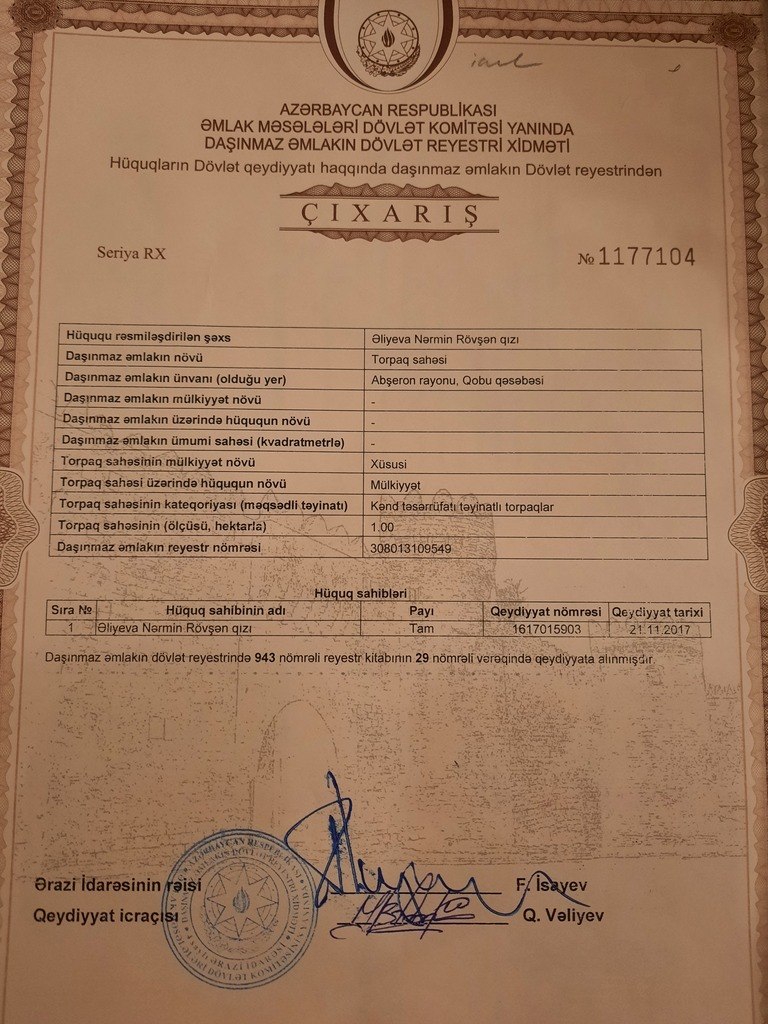 AZƏRBAYCAN RESPUBLİKASI
ƏMLAK MƏSƏLƏLƏRİ DÖVLƏT KOMİTƏSİ YANINDA
DAŞINMAZ ƏMLAKIN DÖVLƏT REYESTRİ XİDMƏTİ
Hüquqların Dövlət qeydiyyatı haqqında daşınmaz əmlakın Dövlət reyestrindən
ÇIXARIŞ
Seriya RX № 1177104
Hüququ rəsmiləşdirilən şəxs Əliyeva Nərmin Rövşən qızı
Daşınmaz əmlakın növü Torpaq sahəsi
Daşınmaz əmlakın ünvanı (olduğu yer) Abşeron rayonu, Qobu qəsəbəsi
Daşınmaz əmlakın mülkiyyət növü -
Daşınmaz əmlakın üzərində hüququn növü -
Daşınmaz əmlakın ümumi sahəsi (kvadratmetrlə) -
Torpaq sahəsinin mülkiyyət növü Xüsusi
Torpaq sahəsi üzərində hüququn növü Mülkiyyət
Torpaq sahəsinin kateqoriyası (məqsədli təyinatı) Kənd təsərrüfatı təyinatlı torpaqlar
Torpaq sahəsinin (ölçüsü, hektarla) 1.00
Daşınmaz əmlakın reyestr nömrəsi 308013109549
Hüquq sahibləri
Sıra № Hüquq sahibinin adı Payı Qeydiyyat nömrəsi Qeydiyyat tarixi
1 Əliyeva Nərmin Rövşən qızı Tam 1617015903 21.11.2017
Daşınmaz əmlakın dövlət reyestrində 943 nömrəli reyestr kitabının 29 nömrəli vərəqində qeydiyyata alınmışdır
Ərazi İdarəsinin rəisi F. İsayev
Qeydiyyat icraçısı Q. Vəliyev